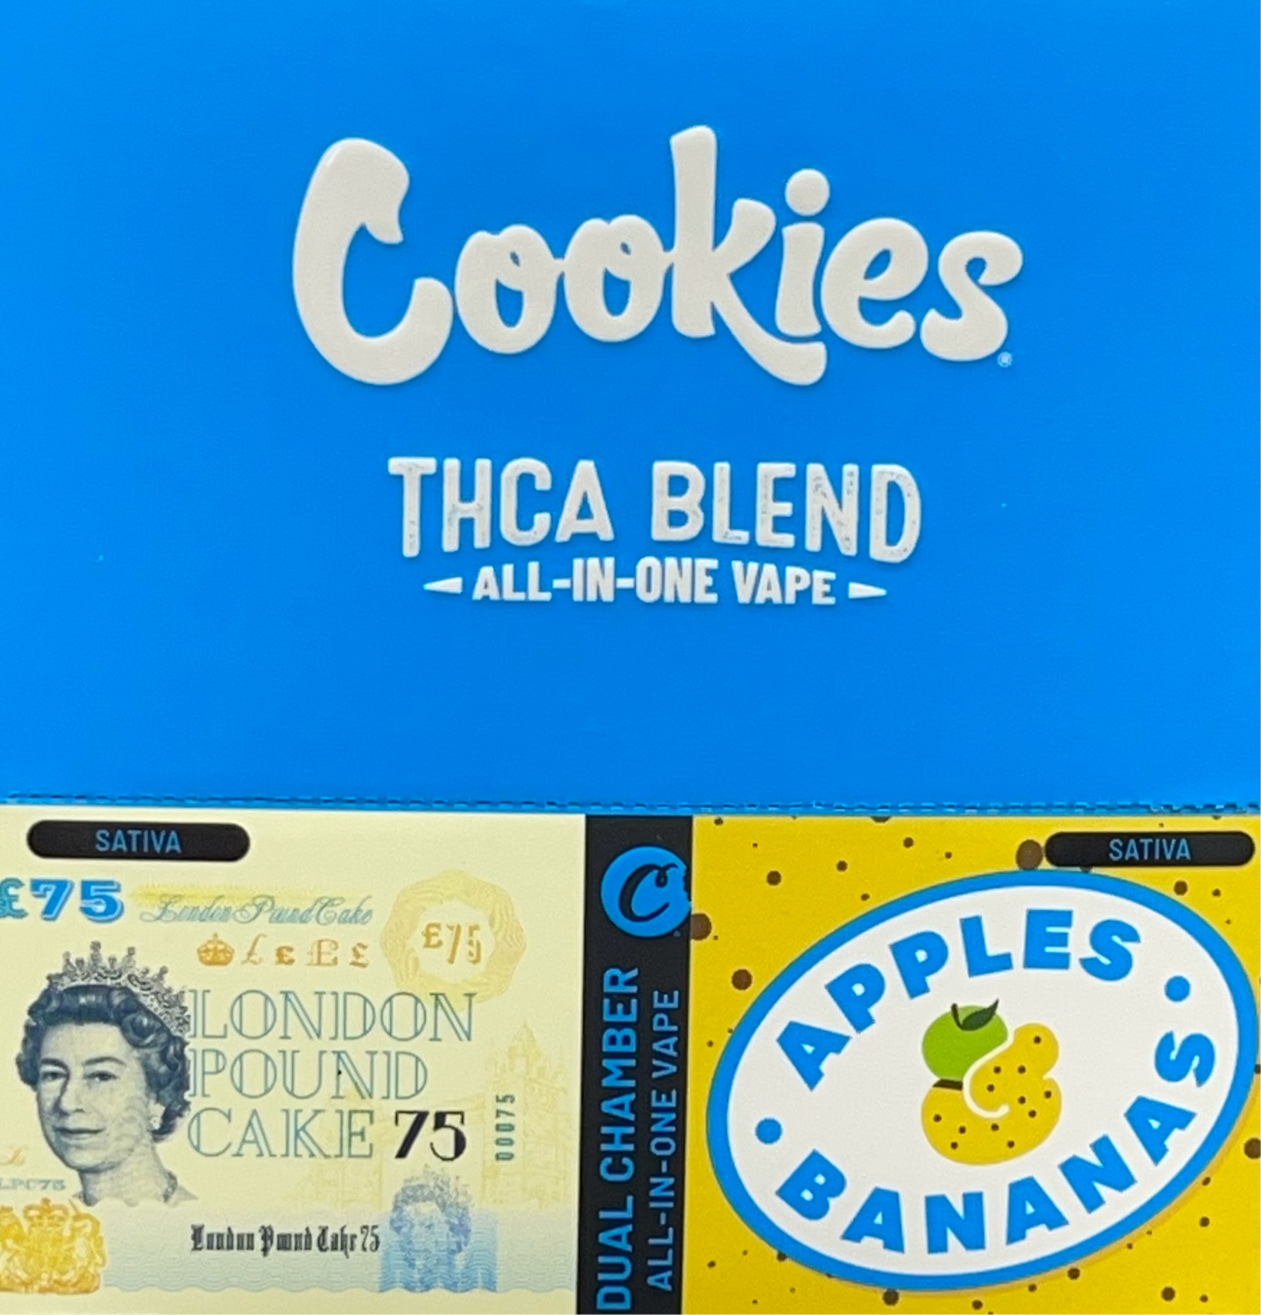 Cookies®
THCA BLEND
ALL-IN-ONE VAPE
SATIVA
£75
London Pound Cake
£ £ £ £
£75
LONDON
POUND
CAKE 75
00075
LPC75
London Pound Cake 75
C
DUAL CHAMBER
ALL-IN-ONE VAPE
SATIVA
APPLES
BANANAS